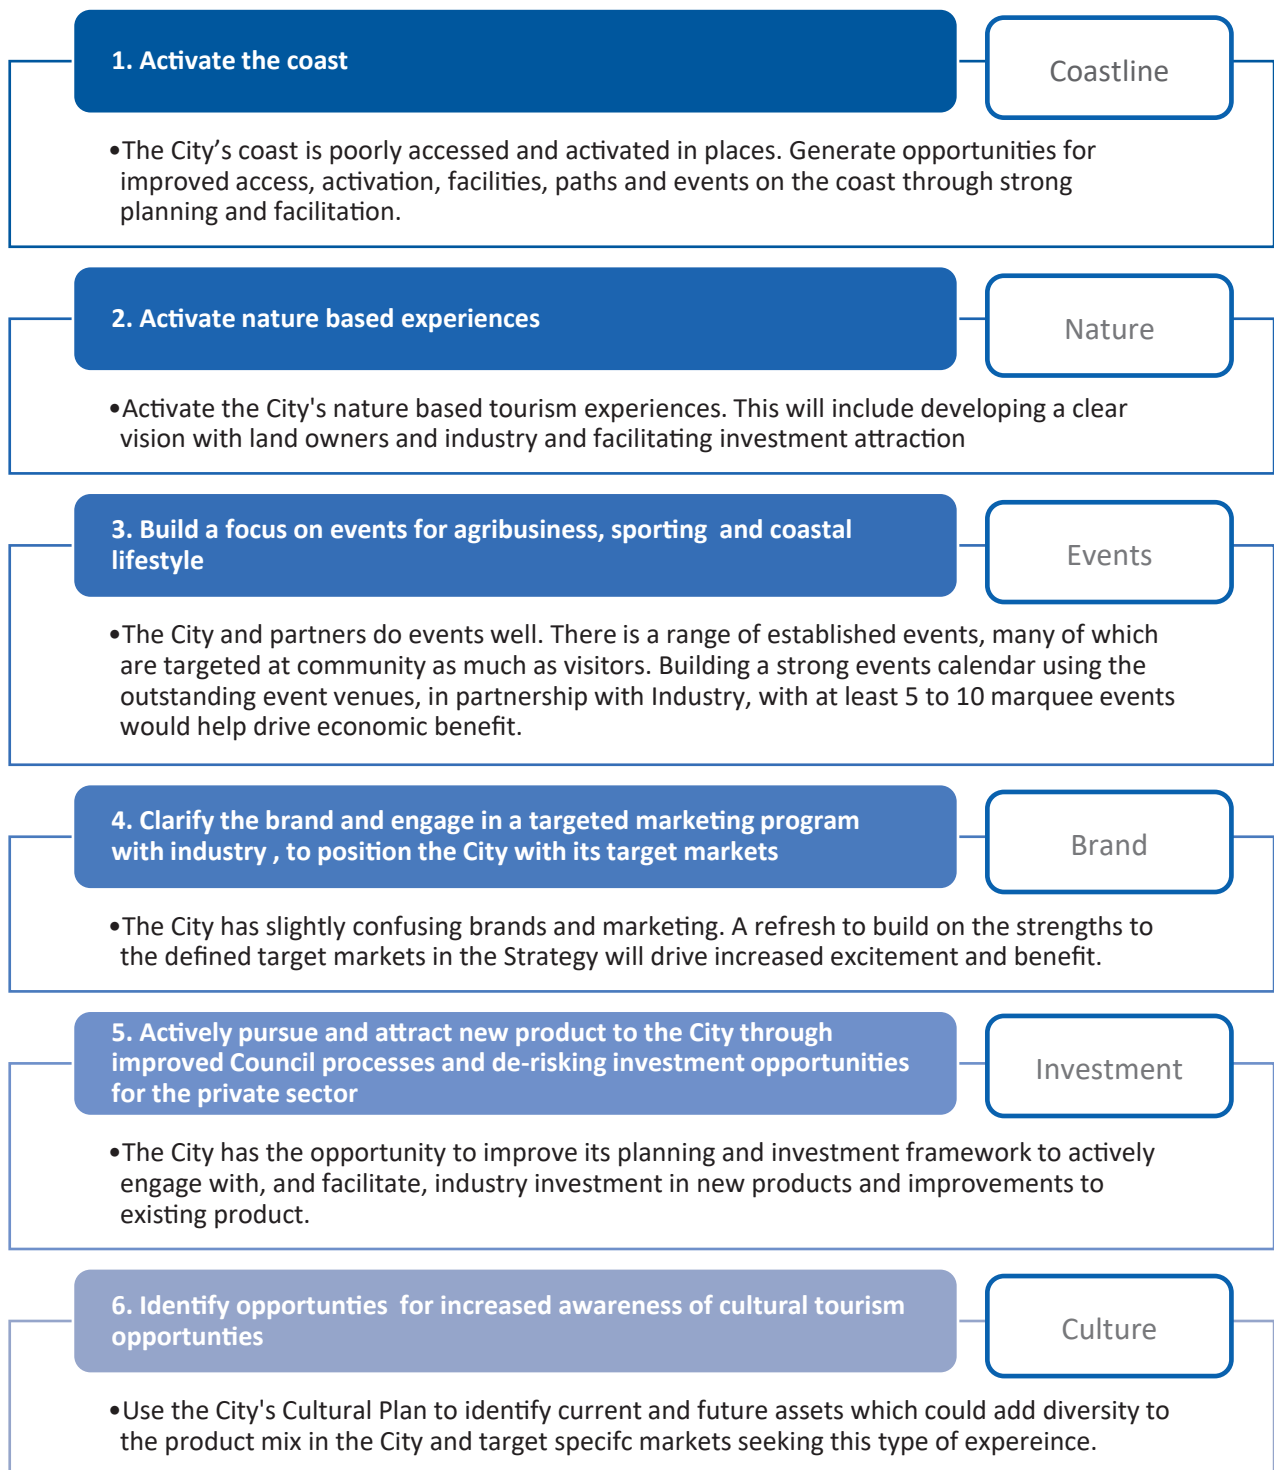 1. Activate the coast
Coastline
•The City’s coast is poorly accessed and activated in places. Generate opportunities for
improved access, activation, facilities, paths and events on the coast through strong
planning and facilitation.
2. Activate nature based experiences
Nature
•Activate the City's nature based tourism experiences. This will include developing a clear
vision with land owners and industry and facilitating investment attraction
3. Build a focus on events for agribusiness, sporting  and coastal
lifestyle
Events
•The City and partners do events well. There is a range of established events, many of which
are targeted at community as much as visitors. Building a strong events calendar using the
outstanding event venues, in partnership with Industry, with at least 5 to 10 marquee events
would help drive economic benefit.
4. Clarify the brand and engage in a targeted marketing program
with industry , to position the City with its target markets
Brand
•The City has slightly confusing brands and marketing. A refresh to build on the strengths to
the defined target markets in the Strategy will drive increased excitement and benefit.
5. Actively pursue and attract new product to the City through
improved Council processes and de-risking investment opportunities
for the private sector
Investment
•The City has the opportunity to improve its planning and investment framework to actively
engage with, and facilitate, industry investment in new products and improvements to
existing product.
6. Identify opportunties  for increased awareness of cultural tourism
opportunties
Culture
•Use the City's Cultural Plan to identify current and future assets which could add diversity to
the product mix in the City and target specifc markets seeking this type of expereince.